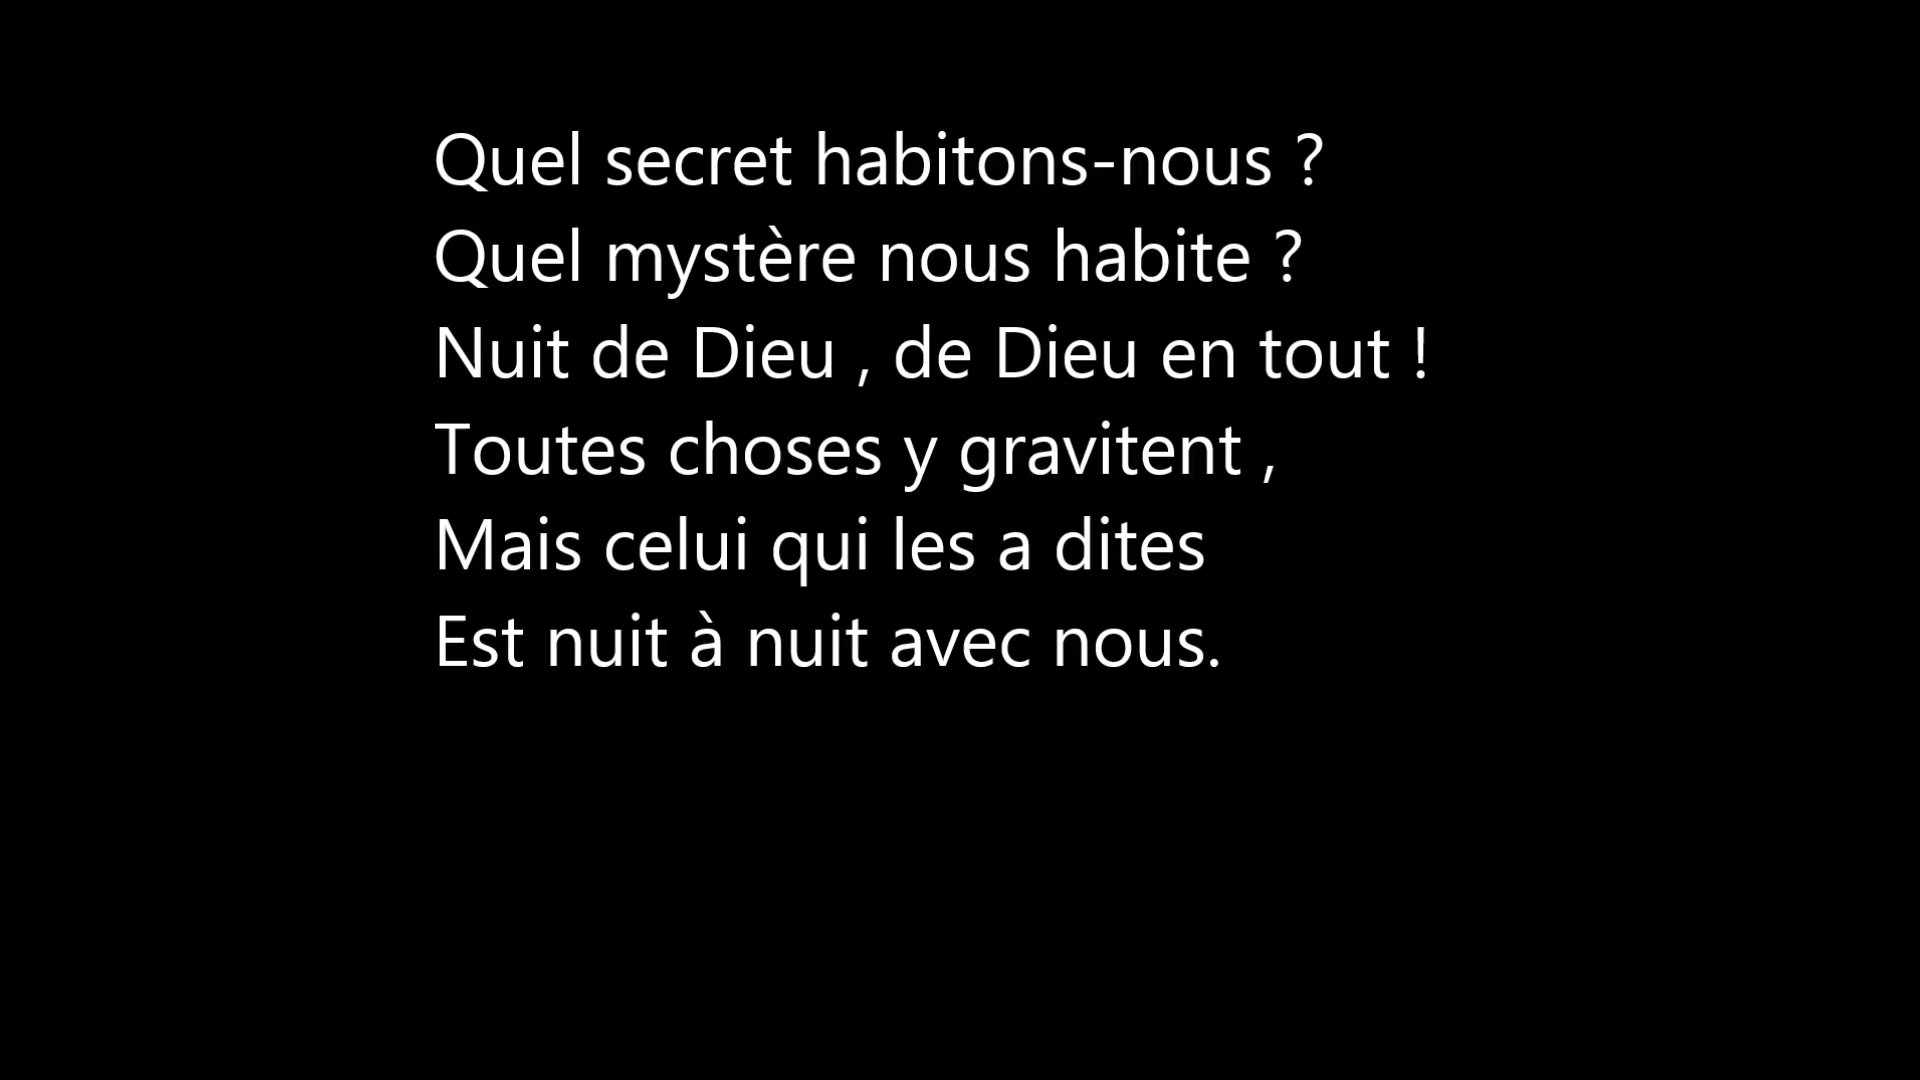 Quel secret habitons-nous ?
Quel mystère nous habite ?
Nuit de Dieu , de Dieu en tout !
Toutes choses y gravitent ,
Mais celui qui les a dites
Est nuit à nuit avec nous.